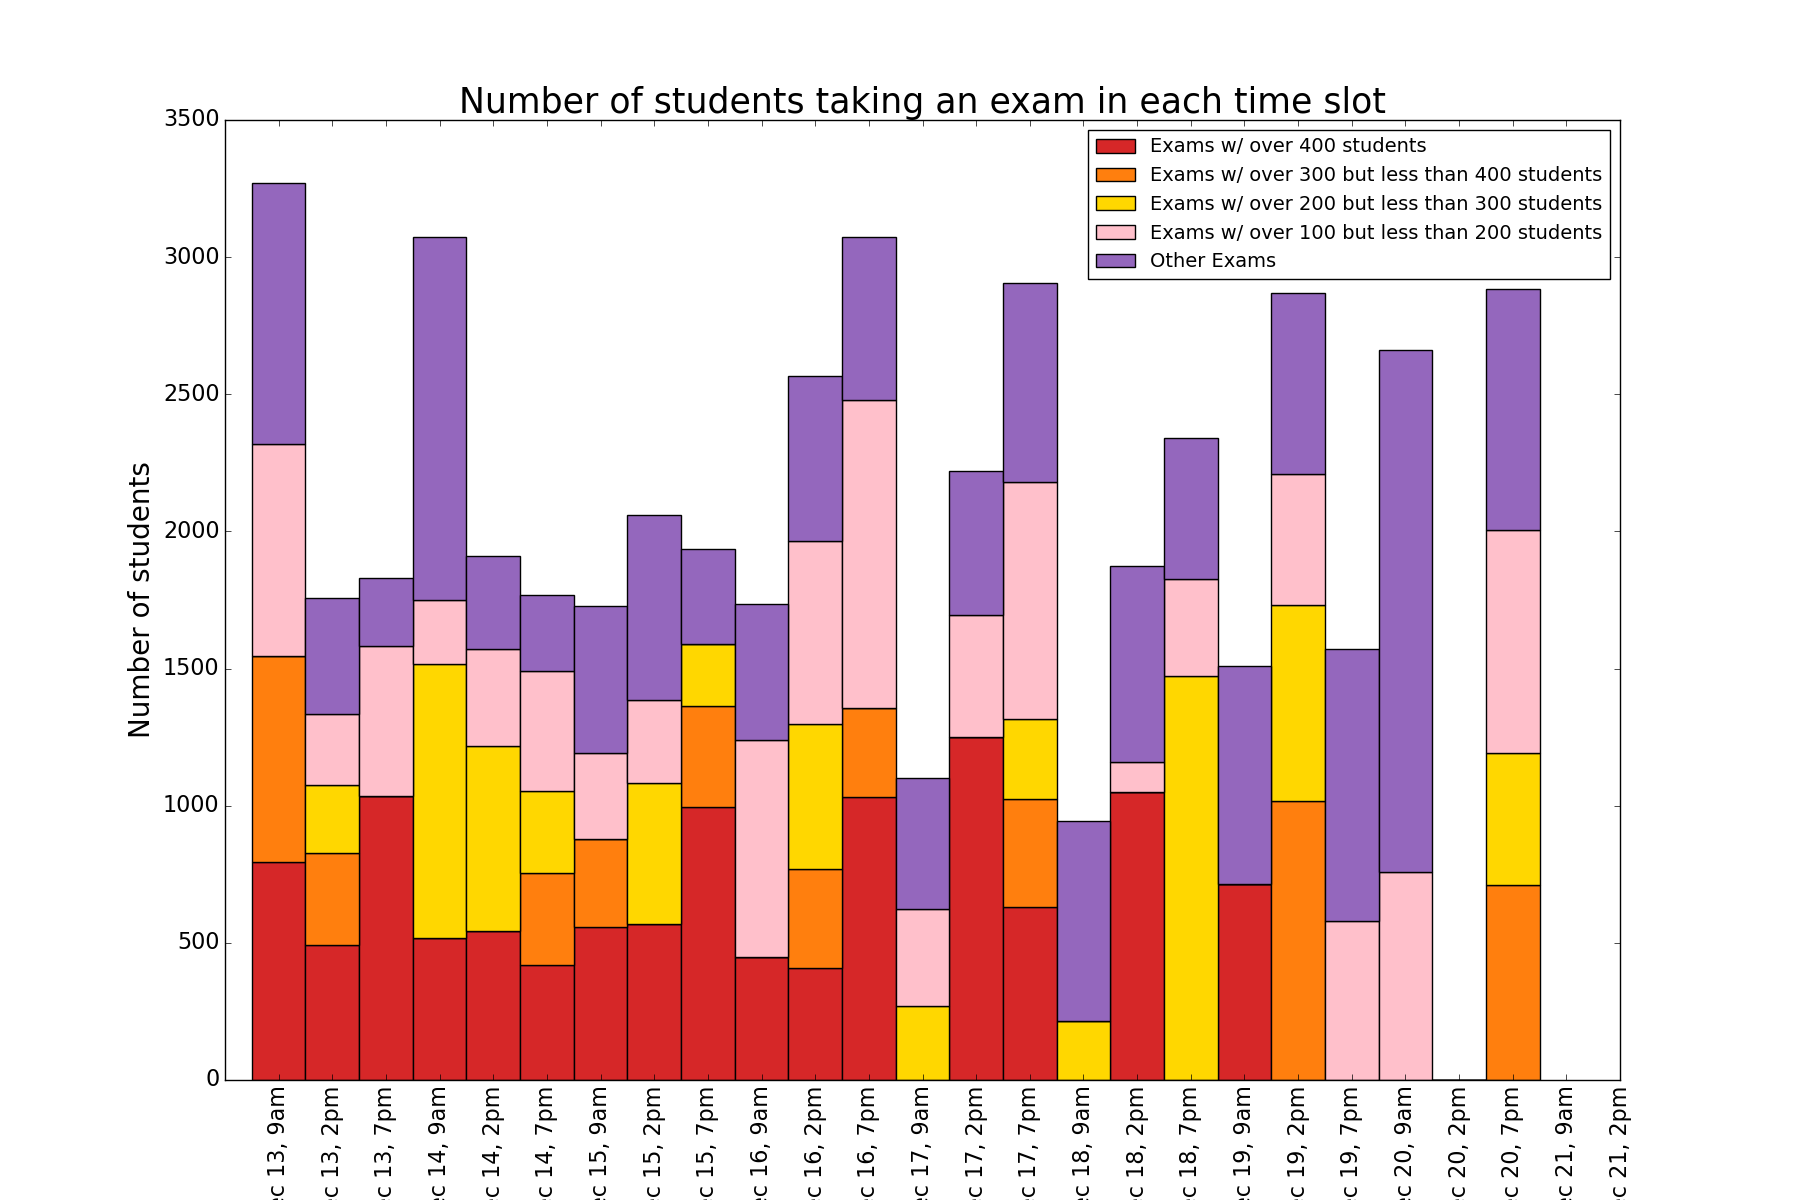 Number of students taking an exam in each time slot
Exams w/ over 400 students
Exams w/ over 300 but less than 400 students
Exams w/ over 200 but less than 300 students
Exams w/ over 100 but less than 200 students
Other Exams
Number of students
3500
3000
2500
2000
1500
1000
500
0
13, 9am
13, 2pm
13, 7pm
14, 9am
14, 2pm
14, 7pm
15, 9am
15, 2pm
15, 7pm
16, 9am
16, 2pm
16, 7pm
17, 9am
17, 2pm
17, 7pm
18, 9am
18, 2pm
18, 7pm
19, 9am
19, 2pm
19, 7pm
20, 9am
20, 2pm
20, 7pm
21, 9am
21, 2pm